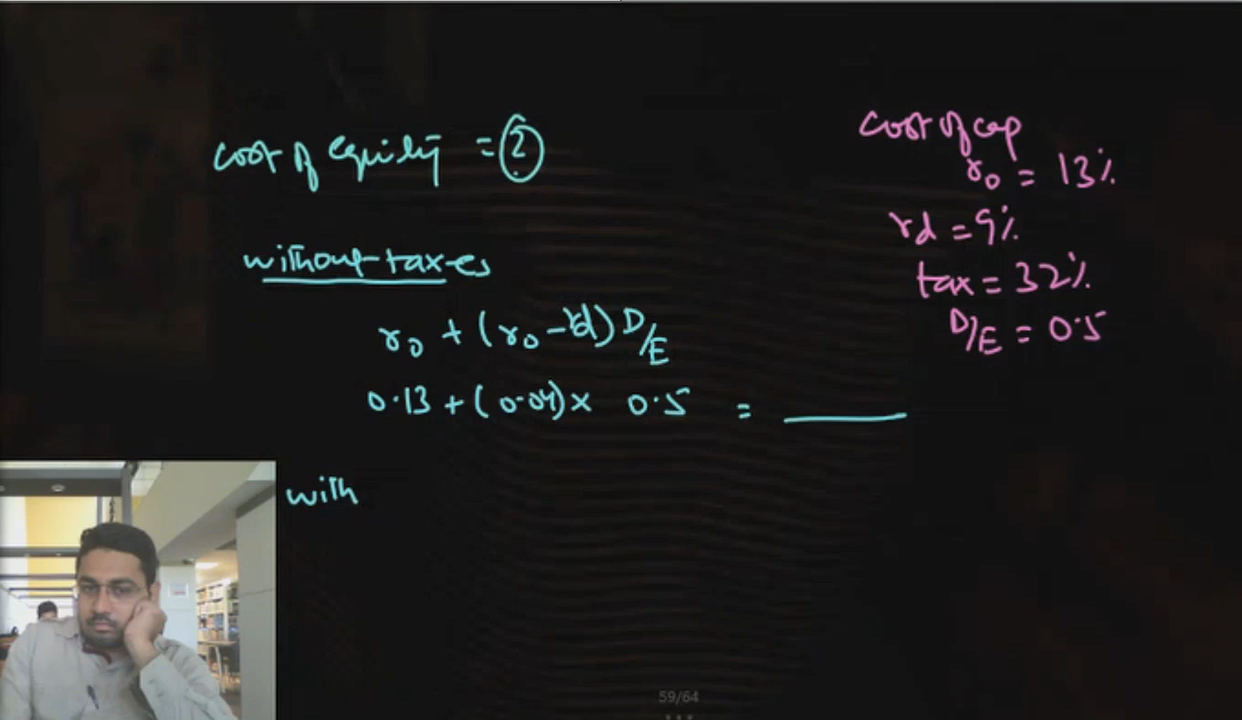 cost of equity = 2
without taxes
r0 + (r0 - rd) D/E
0.13 + (0.04) x 0.5 = ______
with
cost of cap
r0 = 13%
rd = 9%
tax = 32%
D/E = 0.5
59/64